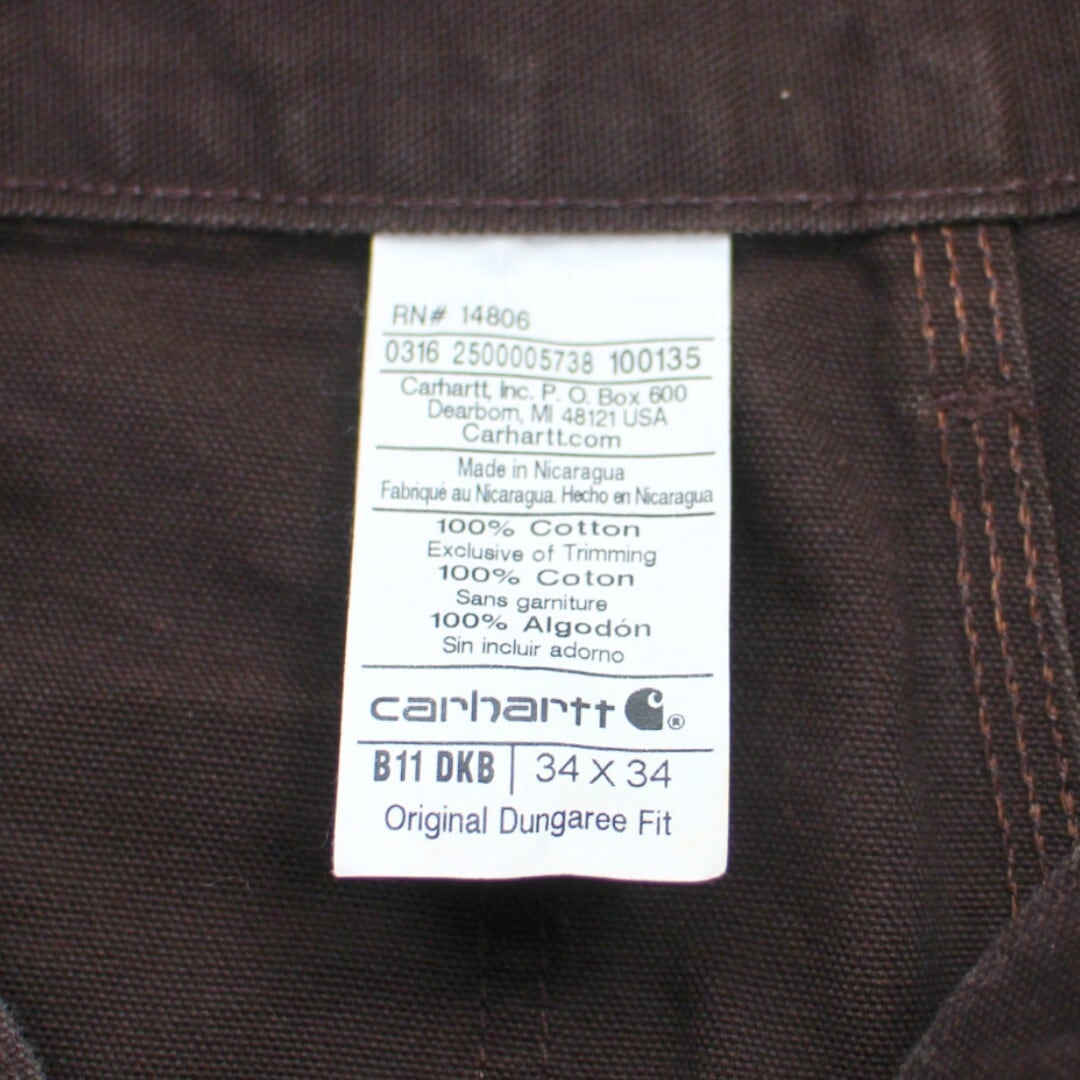 RN# 14806
0316 2500005738 100135
Carhartt, Inc. P. O. Box 600
Dearborn, MI 48121 USA
Carhartt.com
Made in Nicaragua
Fabriqué au Nicaragua. Hecho en Nicaragua
100% Cotton
Exclusive of Trimming
100% Coton
Sans garniture
100% Algodón
Sin incluir adorno
carhartt ®
B11 DKB | 34 X 34
Original Dungaree Fit